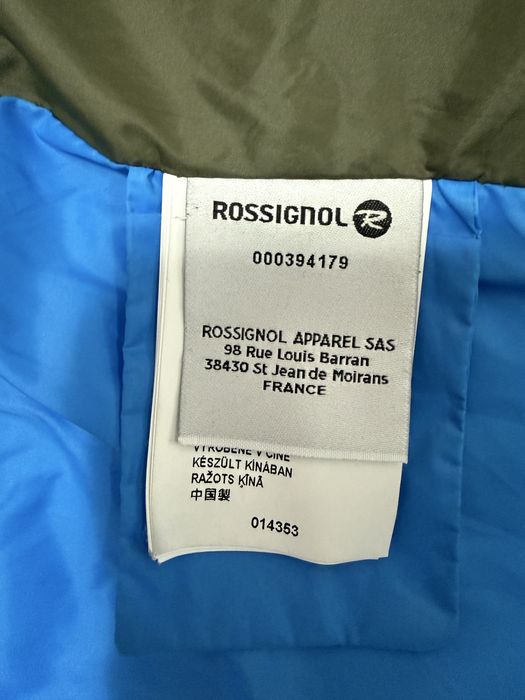 ROSSIGNOL R
000394179
ROSSIGNOL APPAREL SAS
98 Rue Louis Barran
38430 St Jean de Moirans
FRANCE
VYROBENÉ V ČÍNE
KÉSZÜLT KÍNÁBAN
RAŽOTS ĶĪNĀ
中国製
014353